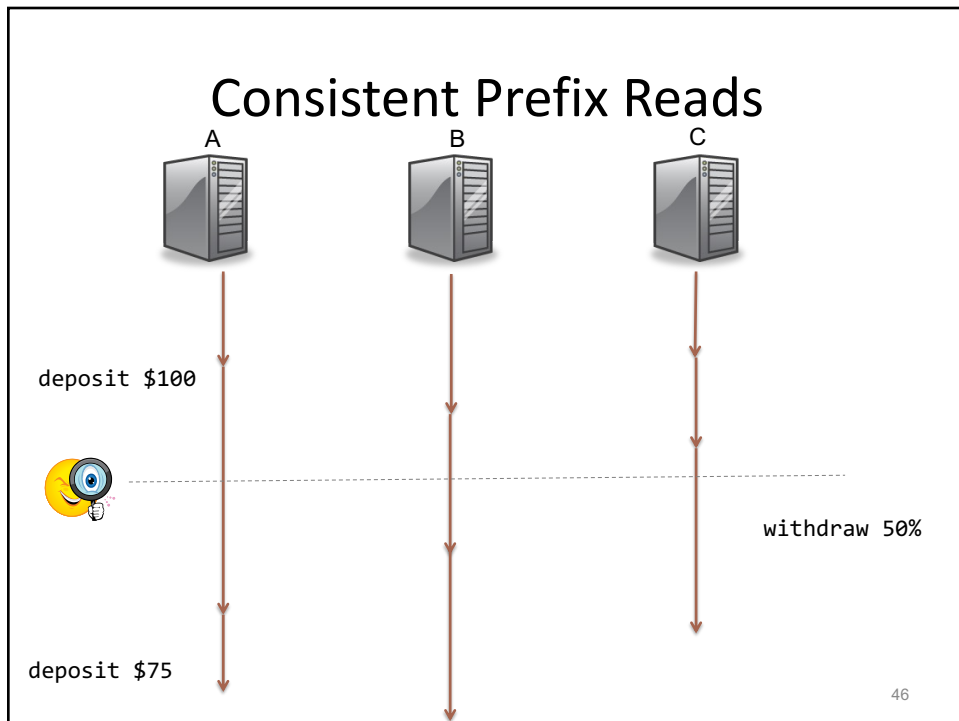 Consistent Prefix Reads
A B C
deposit $100
withdraw 50%
deposit $75
46